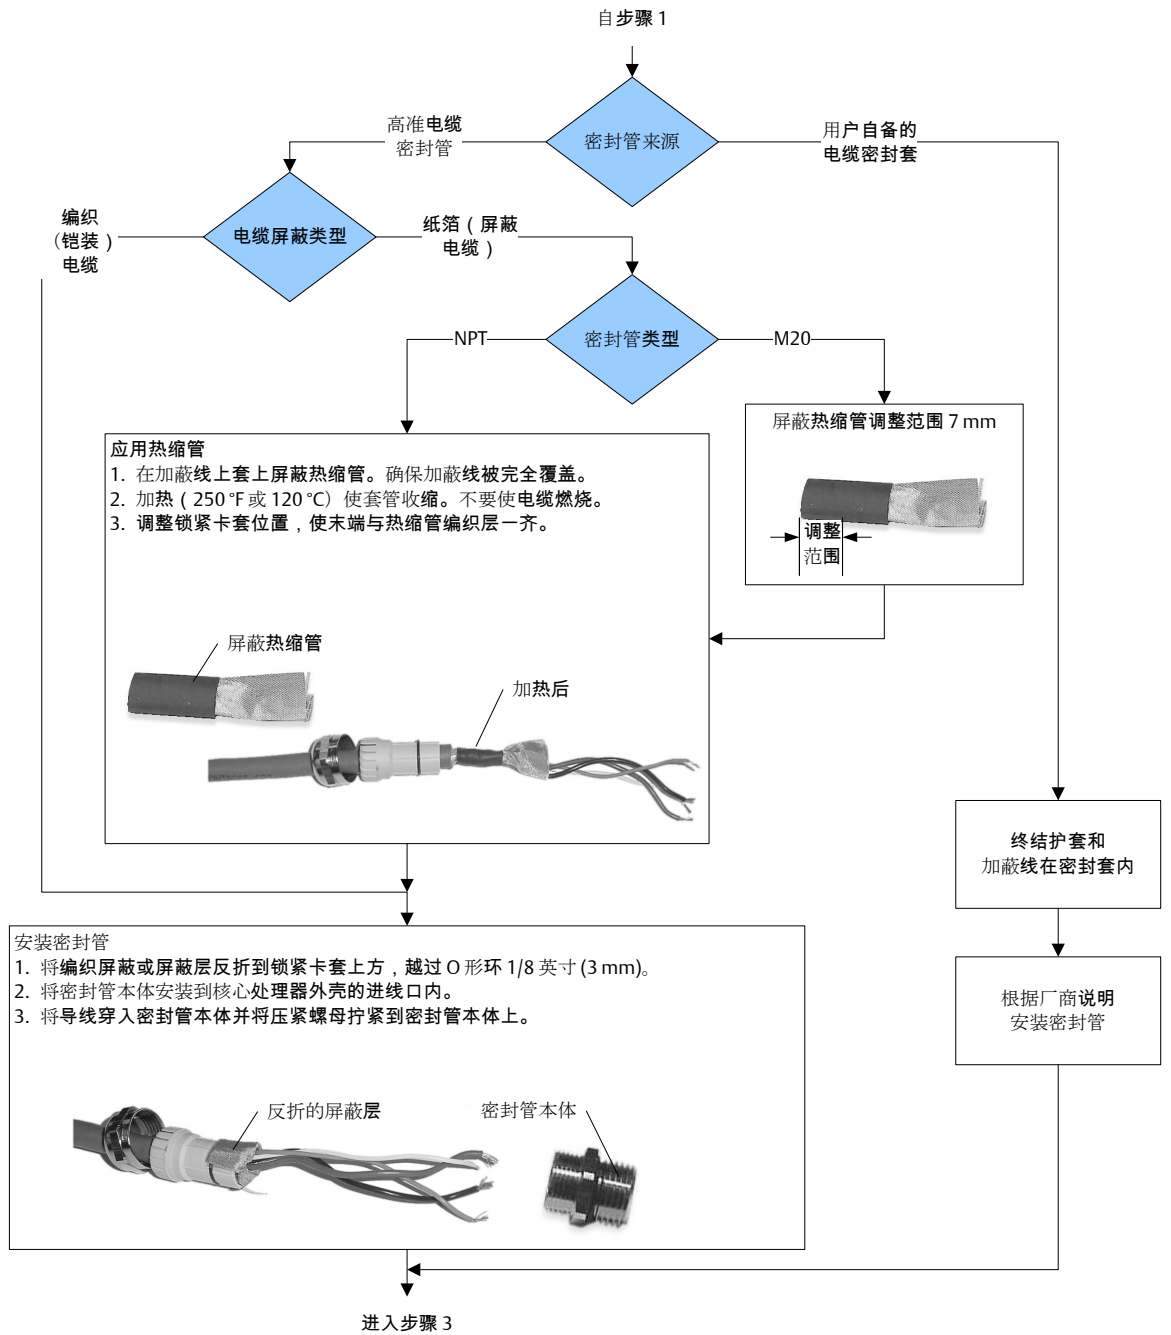 自步骤 1
密封管来源
高准电缆
密封管
用户自备的
电缆密封套
电缆屏蔽类型
编织
（铠装）
电缆
纸箔（屏蔽
电缆）
密封管类型
NPT
M20
屏蔽热缩管调整范围 7 mm
调整
范围
应用热缩管
1. 在加蔽线上套上屏蔽热缩管。确保加蔽线被完全覆盖。
2. 加热（250 °F 或 120 °C）使套管收缩。不要使电缆燃烧。
3. 调整锁紧卡套位置，使末端与热缩管编织层一齐。
屏蔽热缩管
加热后
终结护套和
加蔽线在密封套内
根据厂商说明
安装密封管
安装密封管
1. 将编织屏蔽或屏蔽层反折到锁紧卡套上方，越过 O 形环 1/8 英寸 (3 mm)。
2. 将密封管本体安装到核心处理器外壳的进线口内。
3. 将导线穿入密封管本体并将压紧螺母拧紧到密封管本体上。
反折的屏蔽层
密封管本体
进入步骤 3